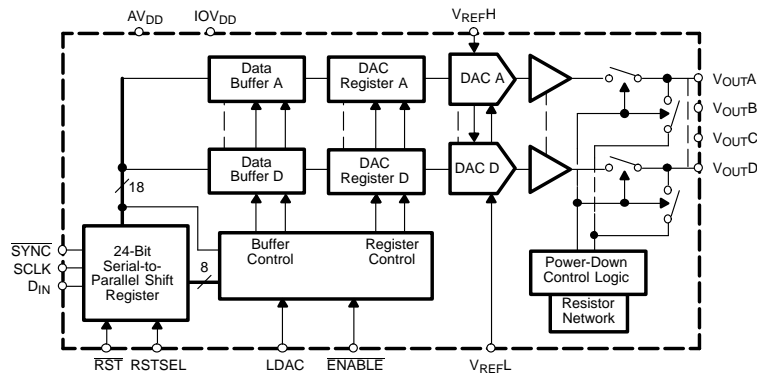 AVDD
IOVDD
VREFH
Data
Buffer A
DAC
Register A
DAC A
VOUTA
VOUTB
VOUTC
VOUTD
Data
Buffer D
DAC
Register D
DAC D
18
24-Bit
Serial-to-
Parallel Shift
Register
SYNC
SCLK
DIN
8
Buffer
Control
Register
Control
Power-Down
Control Logic
Resistor
Network
RST
RSTSEL
LDAC
ENABLE
VREFL